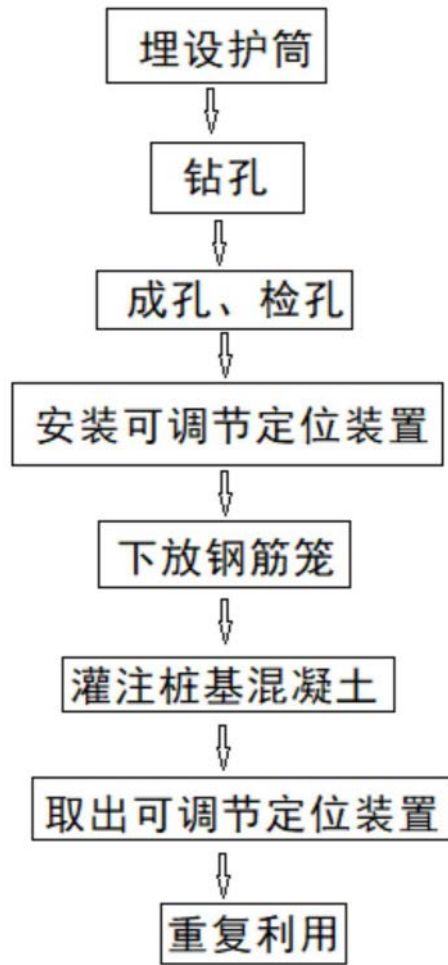 埋设护筒
钻孔
成孔、检孔
安装可调节定位装置
下放钢筋笼
灌注桩基混凝土
取出可调节定位装置
重复利用